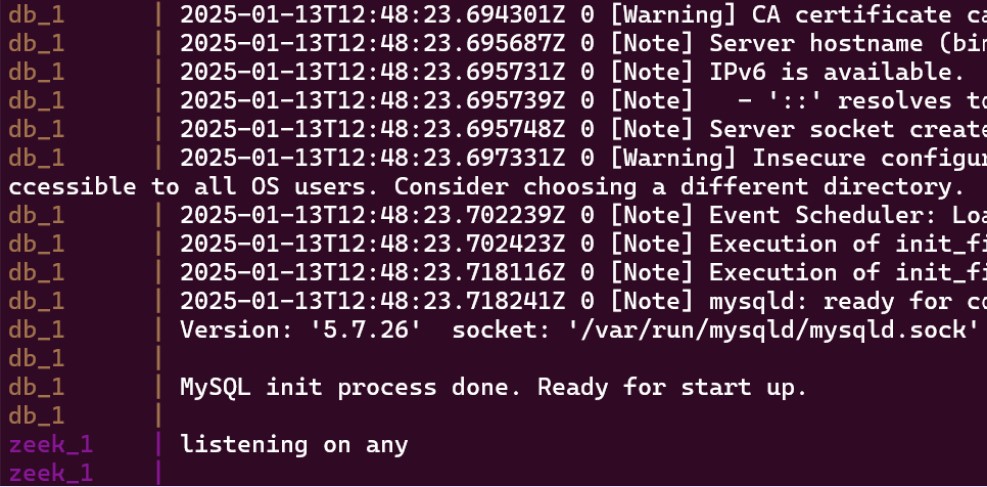 db_1 | 2025-01-13T12:48:23.694301Z 0 [Warning] CA certificate ca
db_1 | 2025-01-13T12:48:23.695687Z 0 [Note] Server hostname (bin
db_1 | 2025-01-13T12:48:23.695731Z 0 [Note] IPv6 is available.
db_1 | 2025-01-13T12:48:23.695739Z 0 [Note]   - '::' resolves to
db_1 | 2025-01-13T12:48:23.695748Z 0 [Note] Server socket create
db_1 | 2025-01-13T12:48:23.697331Z 0 [Warning] Insecure configur
ccessible to all OS users. Consider choosing a different directory.
db_1 | 2025-01-13T12:48:23.702239Z 0 [Note] Event Scheduler: Loa
db_1 | 2025-01-13T12:48:23.702423Z 0 [Note] Execution of init_fi
db_1 | 2025-01-13T12:48:23.718116Z 0 [Note] Execution of init_fi
db_1 | 2025-01-13T12:48:23.718241Z 0 [Note] mysqld: ready for co
db_1 | Version: '5.7.26'  socket: '/var/run/mysqld/mysqld.sock'
db_1 |
db_1 | MySQL init process done. Ready for start up.
db_1 |
zeek_1 | listening on any
zeek_1 |